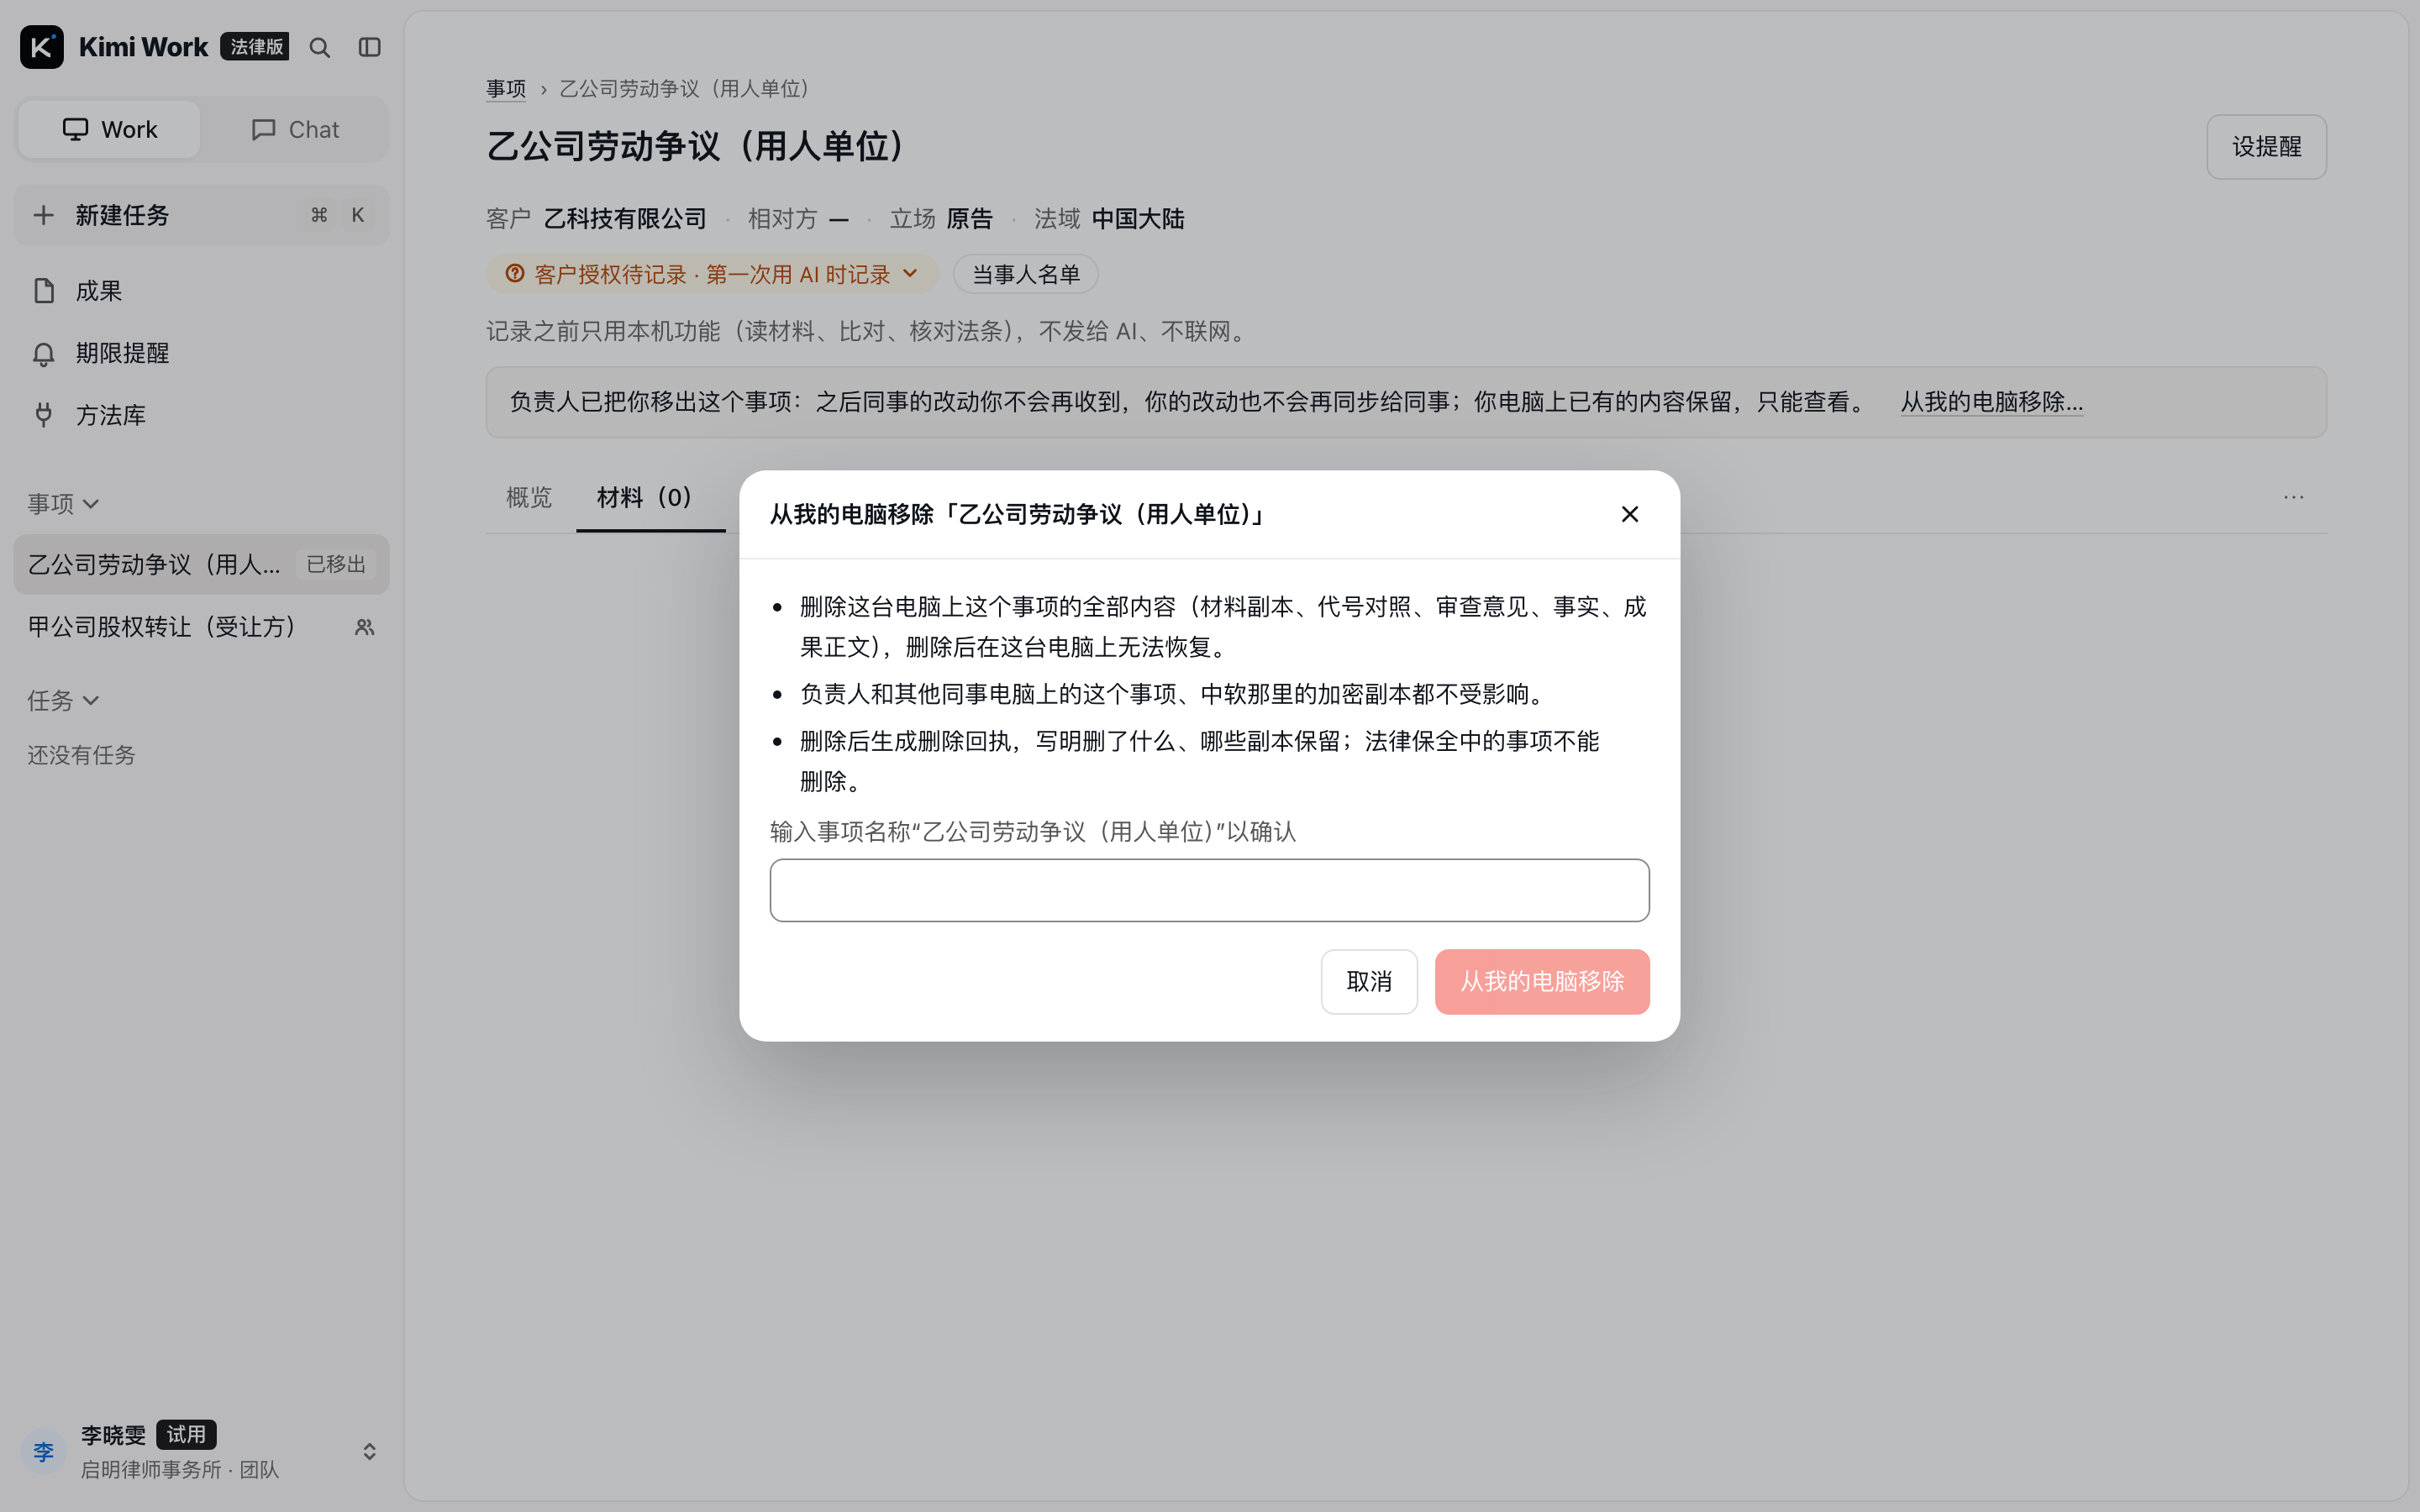 Kimi Work 法律版
Work
Chat
新建任务 ⌘ K
成果
期限提醒
方法库
事项
乙公司劳动争议（用人... 已移出
甲公司股权转让（受让方）
任务
还没有任务
李 李晓雯 试用
启明律师事务所 · 团队
事项 › 乙公司劳动争议（用人单位）
乙公司劳动争议（用人单位）
设提醒
客户 乙科技有限公司 · 相对方 — · 立场 原告 · 法域 中国大陆
客户授权待记录 · 第一次用 AI 时记录
当事人名单
记录之前只用本机功能（读材料、比对、核对法条），不发给 AI、不联网。
负责人已把你移出这个事项：之后同事的改动你不会再收到，你的改动也不会再同步给同事；你电脑上已有的内容保留，只能查看。 从我的电脑移除...
概览 材料（0） ...
从我的电脑移除「乙公司劳动争议（用人单位）」
• 删除这台电脑上这个事项的全部内容（材料副本、代号对照、审查意见、事实、成
果正文），删除后在这台电脑上无法恢复。
• 负责人和其他同事电脑上的这个事项、中软那里的加密副本都不受影响。
• 删除后生成删除回执，写明删了什么、哪些副本保留；法律保全中的事项不能
删除。
输入事项名称“乙公司劳动争议（用人单位）”以确认
取消
从我的电脑移除